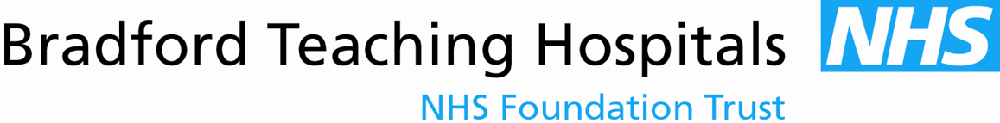 Bradford Teaching Hospitals NHS
NHS Foundation Trust